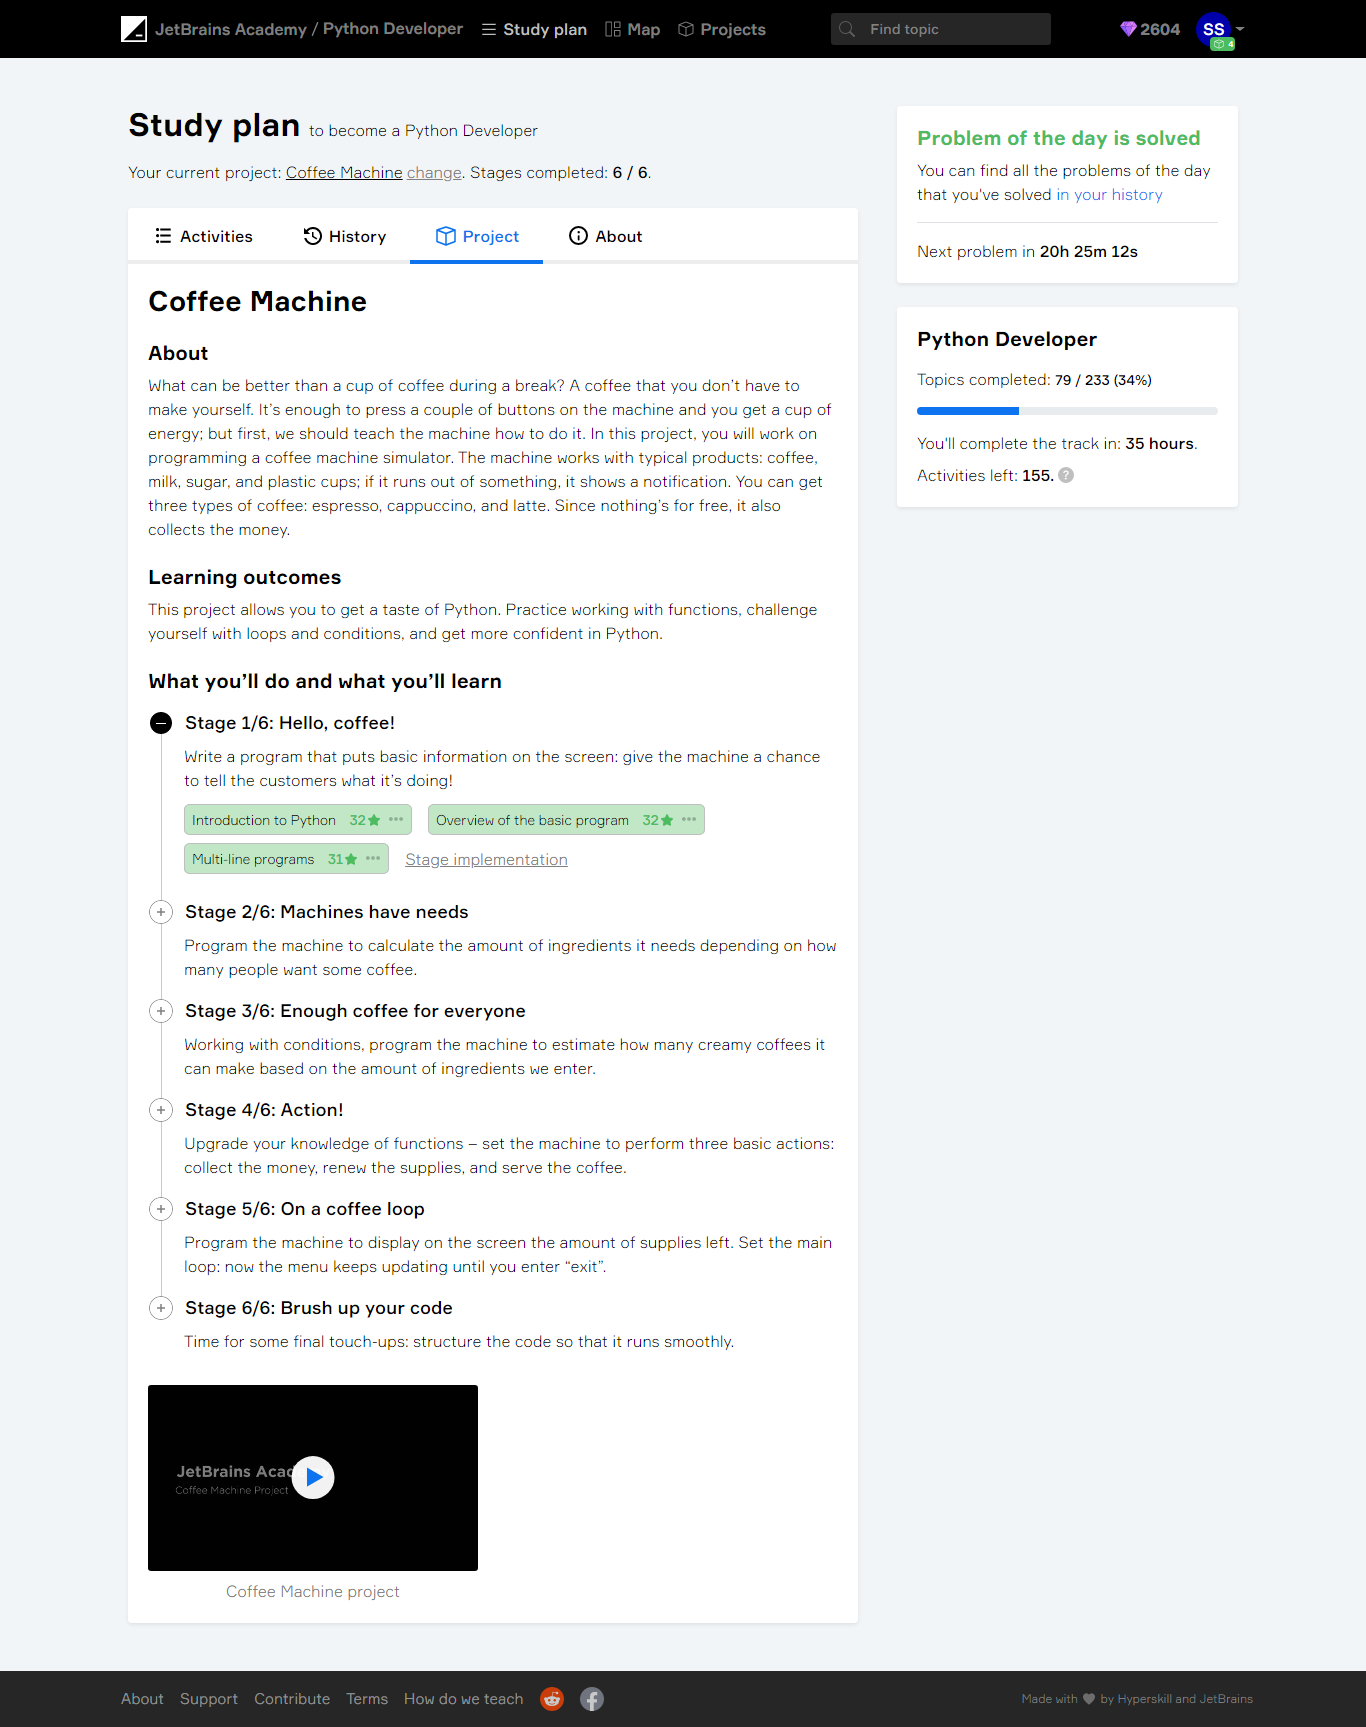 JetBrains Academy / Python Developer Study plan Map Projects Find topic 2604 SS 4
Study plan to become a Python Developer
Your current project: Coffee Machine change. Stages completed: 6 / 6.
Activities History Project About
Coffee Machine
About
What can be better than a cup of coffee during a break? A coffee that you don’t have to
make yourself. It’s enough to press a couple of buttons on the machine and you get a cup of
energy; but first, we should teach the machine how to do it. In this project, you will work on
programming a coffee machine simulator. The machine works with typical products: coffee,
milk, sugar, and plastic cups; if it runs out of something, it shows a notification. You can get
three types of coffee: espresso, cappuccino, and latte. Since nothing’s for free, it also
collects the money.
Learning outcomes
This project allows you to get a taste of Python. Practice working with functions, challenge
yourself with loops and conditions, and get more confident in Python.
What you’ll do and what you’ll learn
Stage 1/6: Hello, coffee!
Write a program that puts basic information on the screen: give the machine a chance
to tell the customers what it’s doing!
Introduction to Python 32 Overview of the basic program 32
Multi-line programs 31 Stage implementation
Stage 2/6: Machines have needs
Program the machine to calculate the amount of ingredients it needs depending on how
many people want some coffee.
Stage 3/6: Enough coffee for everyone
Working with conditions, program the machine to estimate how many creamy coffees it
can make based on the amount of ingredients we enter.
Stage 4/6: Action!
Upgrade your knowledge of functions – set the machine to perform three basic actions:
collect the money, renew the supplies, and serve the coffee.
Stage 5/6: On a coffee loop
Program the machine to display on the screen the amount of supplies left. Set the main
loop: now the menu keeps updating until you enter “exit”.
Stage 6/6: Brush up your code
Time for some final touch-ups: structure the code so that it runs smoothly.
JetBrains Acad
Coffee Machine Project
Coffee Machine project
Problem of the day is solved
You can find all the problems of the day
that you've solved in your history
Next problem in 20h 25m 12s
Python Developer
Topics completed: 79 / 233 (34%)
You'll complete the track in: 35 hours.
Activities left: 155. ?
About Support Contribute Terms How do we teach
Made with ♥ by Hyperskill and JetBrains